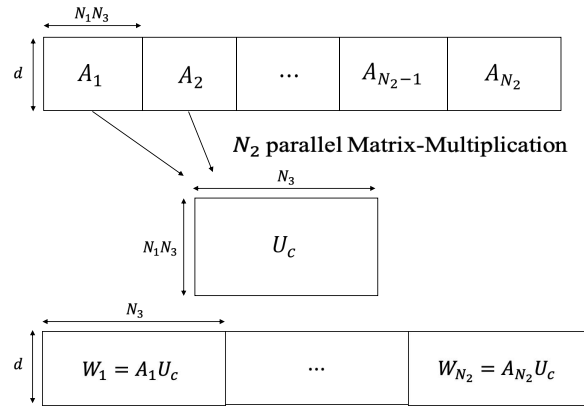 N₁N₃
d A₁ A₂ ... A_{N₂−1} A_{N₂}
N₂ parallel Matrix-Multiplication
N₃
N₁N₃ U_c
N₃
d W₁ = A₁U_c ... W_{N₂} = A_{N₂}U_c